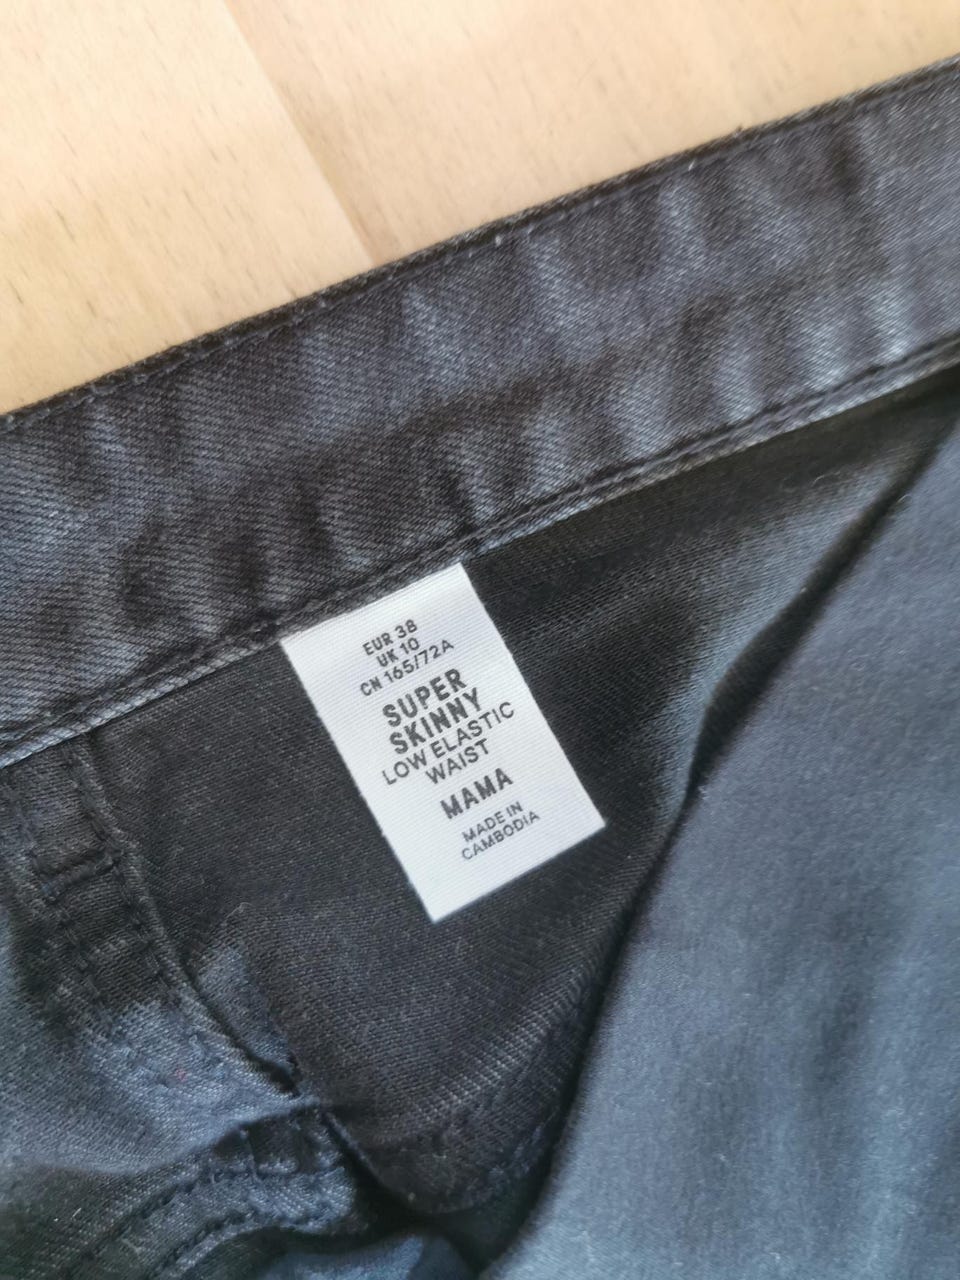 EUR 38
UK 10
CN 165/72A
SUPER
SKINNY
LOW ELASTIC
WAIST
MAMA
MADE IN
CAMBODIA